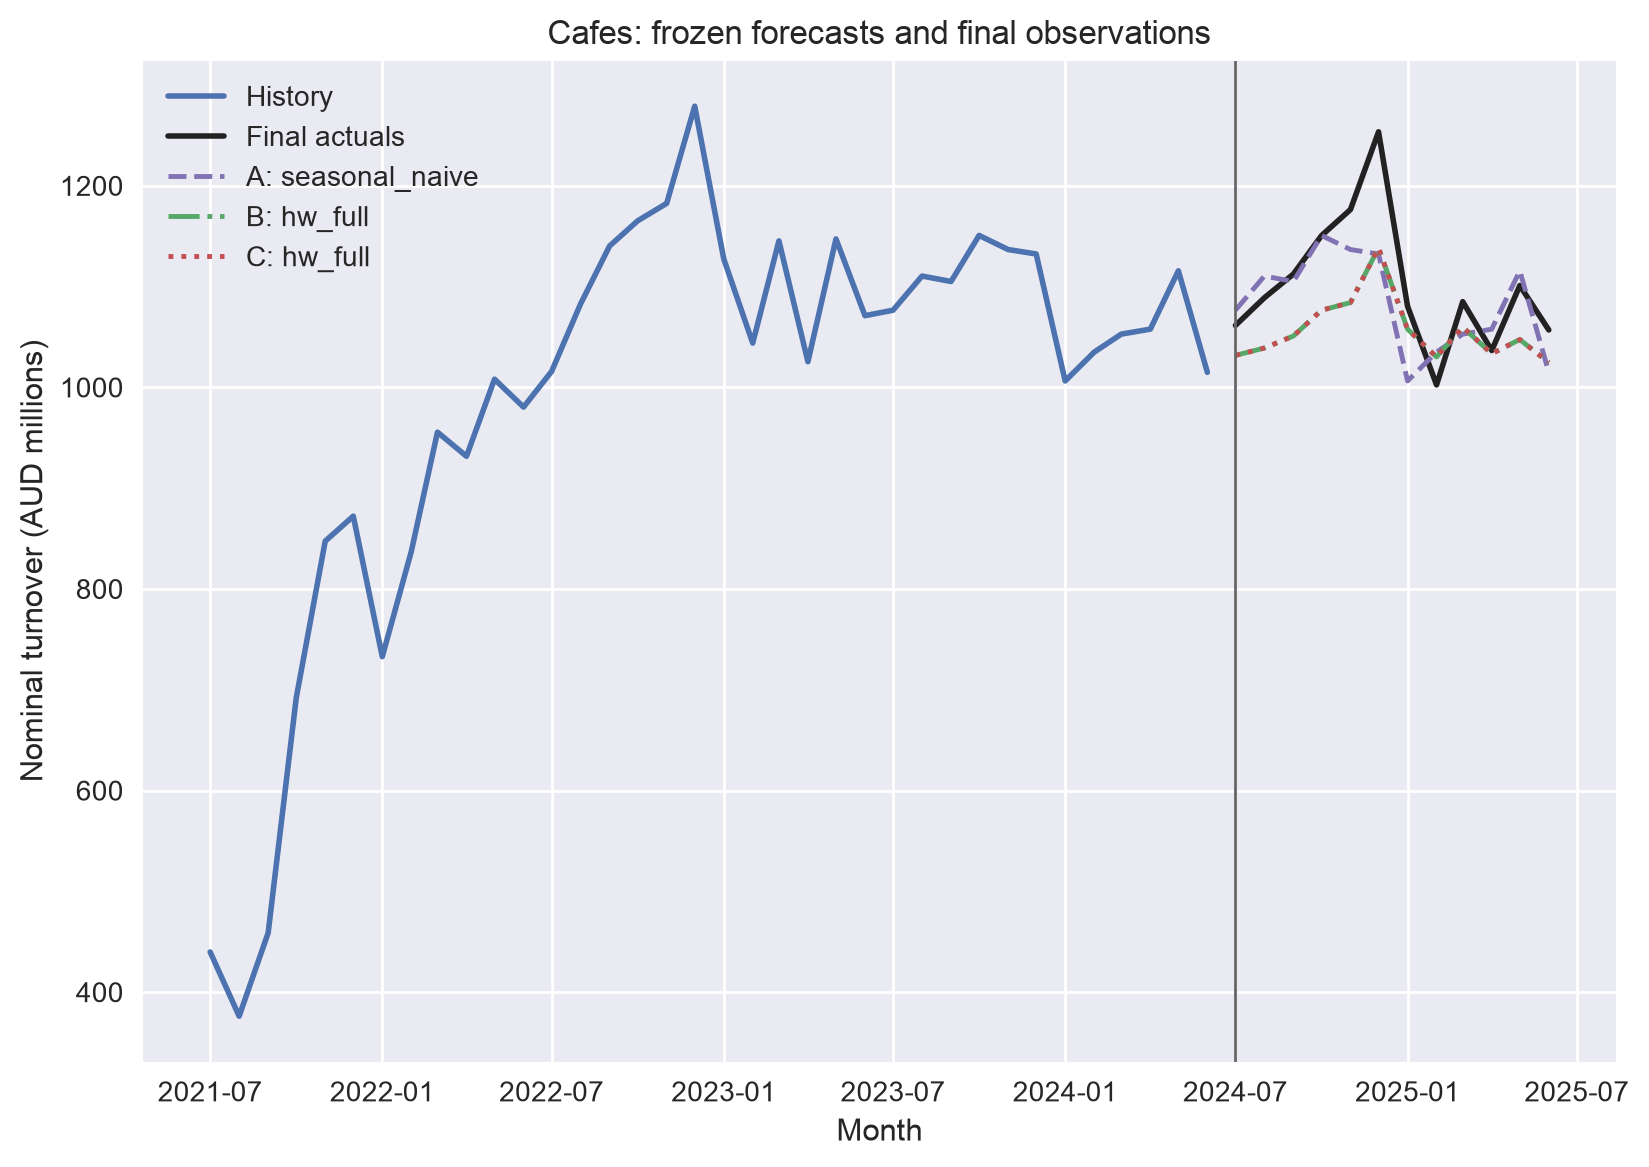 Cafes: frozen forecasts and final observations
History
Final actuals
A: seasonal_naive
B: hw_full
C: hw_full
Nominal turnover (AUD millions)
1200
1000
800
600
400
2021-07 2022-01 2022-07 2023-01 2023-07 2024-01 2024-07 2025-01 2025-07
Month